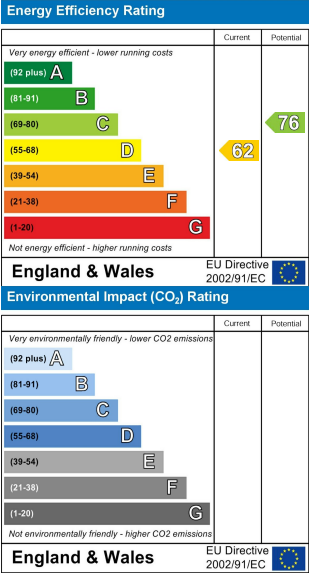 Energy Efficiency Rating
Current Potential
Very energy efficient - lower running costs
(92 plus) A
(81-91) B
(69-80) C
76
(55-68) D
62
(39-54) E
(21-38) F
(1-20) G
Not energy efficient - higher running costs
England & Wales
EU Directive
2002/91/EC
Environmental Impact (CO2) Rating
Current Potential
Very environmentally friendly - lower CO2 emissions
(92 plus) A
(81-91) B
(69-80) C
(55-68) D
(39-54) E
(21-38) F
(1-20) G
Not environmentally friendly - higher CO2 emissions
England & Wales
EU Directive
2002/91/EC